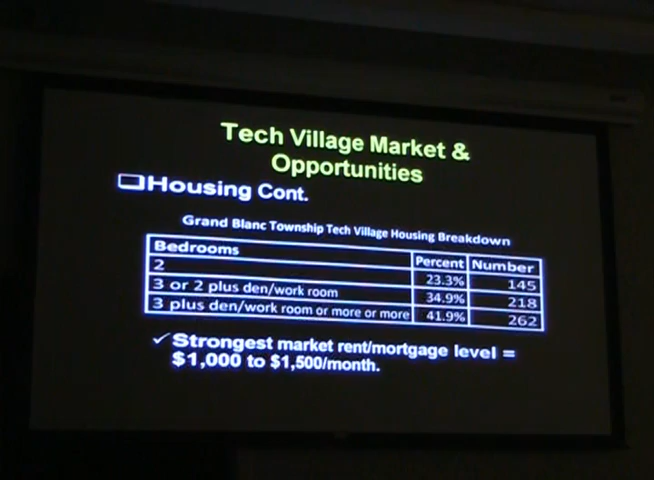 Tech Village Market &
Opportunities
Housing Cont.
Grand Blanc Township Tech Village Housing Breakdown
Bedrooms Percent Number
2 23.3% 145
3 or 2 plus den/work room 34.9% 218
3 plus den/work room or more or more 41.9% 262
✓Strongest market rent/mortgage level =
$1,000 to $1,500/month.